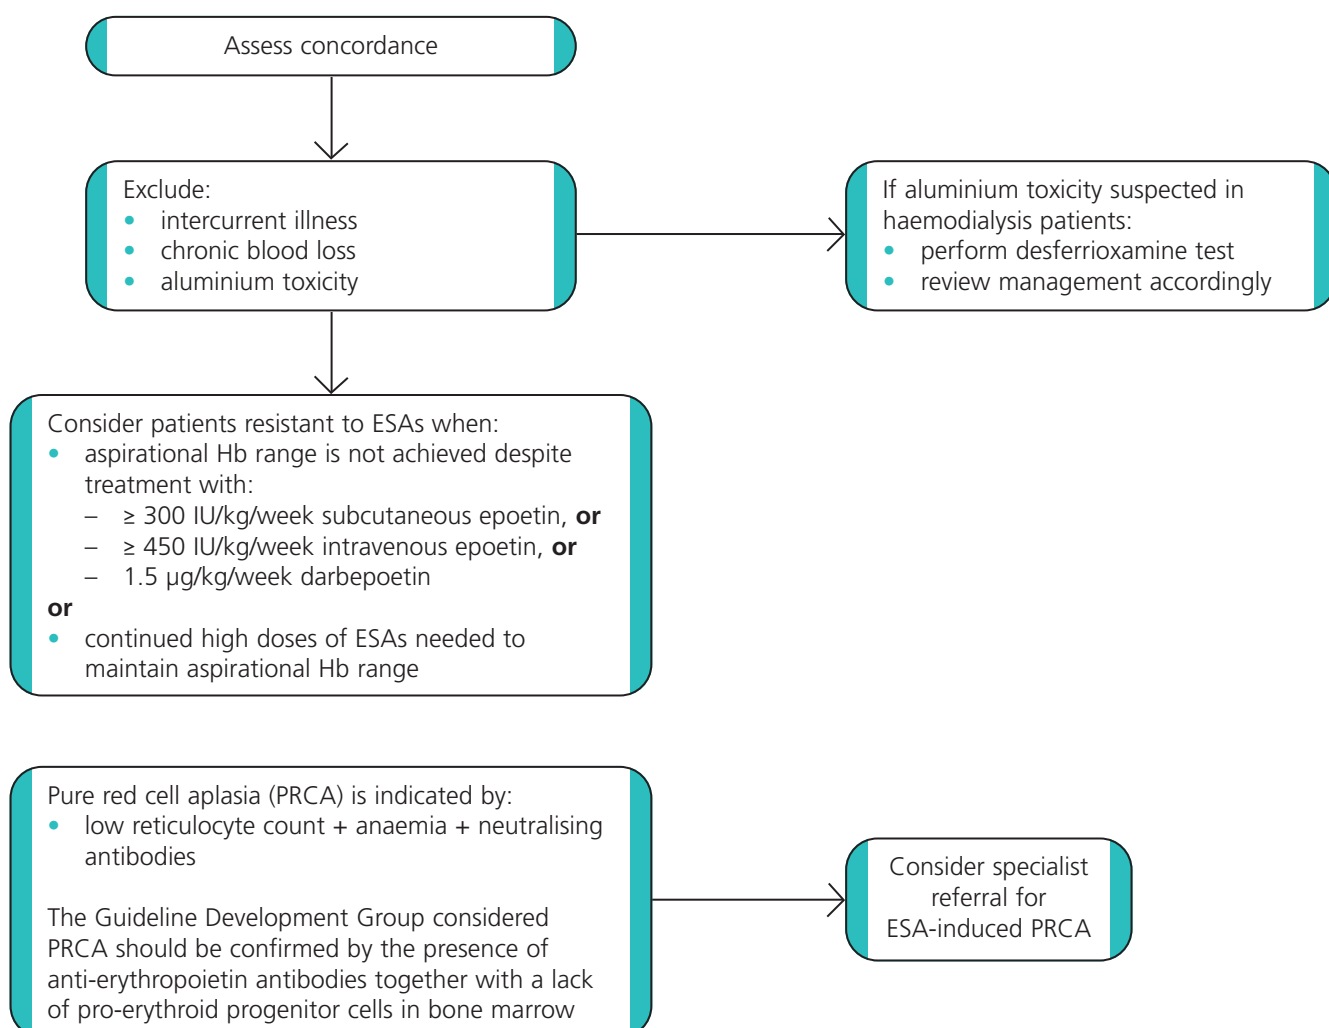 Assess concordance
Exclude:
• intercurrent illness
• chronic blood loss
• aluminium toxicity
If aluminium toxicity suspected in
haemodialysis patients:
• perform desferrioxamine test
• review management accordingly
Consider patients resistant to ESAs when:
• aspirational Hb range is not achieved despite
treatment with:
– ≥ 300 IU/kg/week subcutaneous epoetin, or
– ≥ 450 IU/kg/week intravenous epoetin, or
– 1.5 µg/kg/week darbepoetin
or
• continued high doses of ESAs needed to
maintain aspirational Hb range
Pure red cell aplasia (PRCA) is indicated by:
• low reticulocyte count + anaemia + neutralising
antibodies
The Guideline Development Group considered
PRCA should be confirmed by the presence of
anti-erythropoietin antibodies together with a lack
of pro-erythroid progenitor cells in bone marrow
Consider specialist
referral for
ESA-induced PRCA